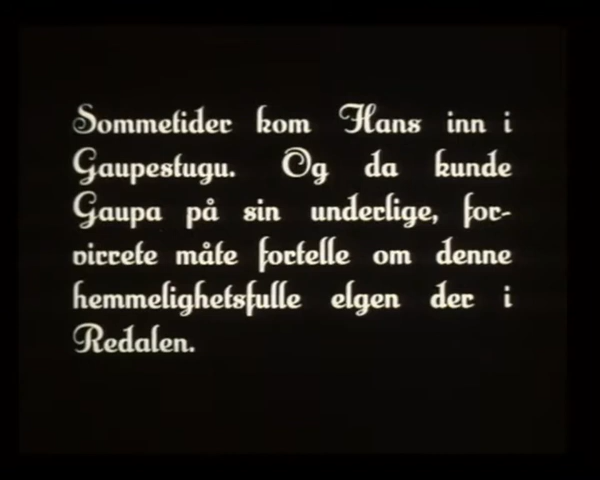 Sommetider kom Hans inn i
Gaupestugu. Og da kunde
Gaupa på sin underlige, for-
virrete måte fortelle om denne
hemmelighetsfulle elgen der i
Redalen.